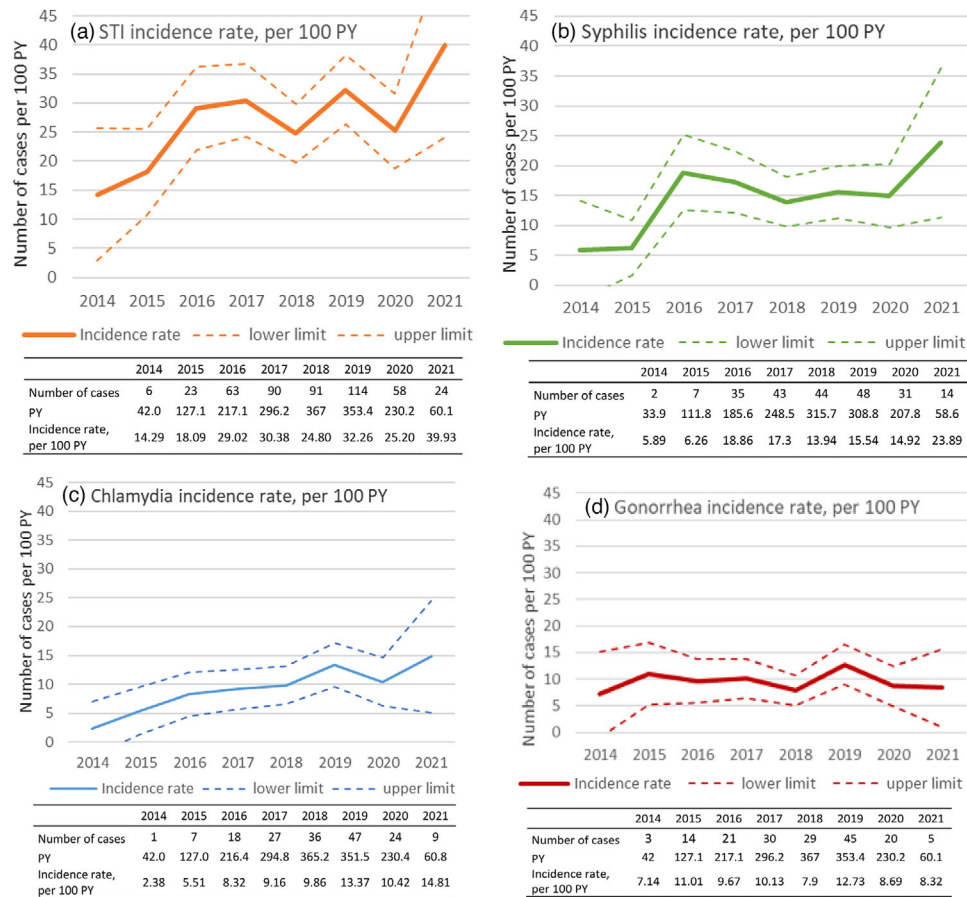 (a) STI incidence rate, per 100 PY
Number of cases per 100 PY
45
40
35
30
25
20
15
10
5
0
2014 2015 2016 2017 2018 2019 2020 2021
Incidence rate lower limit upper limit
2014 2015 2016 2017 2018 2019 2020 2021
Number of cases 6 23 63 90 91 114 58 24
PY 42.0 127.1 217.1 296.2 367 353.4 230.2 60.1
Incidence rate,
per 100 PY 14.29 18.09 29.02 30.38 24.80 32.26 25.20 39.93
(b) Syphilis incidence rate, per 100 PY
Number of cases per 100 PY
45
40
35
30
25
20
15
10
5
0
2014 2015 2016 2017 2018 2019 2020 2021
Incidence rate lower limit upper limit
2014 2015 2016 2017 2018 2019 2020 2021
Number of cases 2 7 35 43 44 48 31 14
PY 33.9 111.8 185.6 248.5 315.7 308.8 207.8 58.6
Incidence rate,
per 100 PY 5.89 6.26 18.86 17.3 13.94 15.54 14.92 23.89
(c) Chlamydia incidence rate, per 100 PY
Number of cases per 100 PY
45
40
35
30
25
20
15
10
5
0
2014 2015 2016 2017 2018 2019 2020 2021
Incidence rate lower limit upper limit
2014 2015 2016 2017 2018 2019 2020 2021
Number of cases 1 7 18 27 36 47 24 9
PY 42.0 127.0 216.4 294.8 365.2 351.5 230.4 60.8
Incidence rate,
per 100 PY 2.38 5.51 8.32 9.16 9.86 13.37 10.42 14.81
(d) Gonorrhea incidence rate, per 100 PY
Number of cases per 100 PY
45
40
35
30
25
20
15
10
5
0
2014 2015 2016 2017 2018 2019 2020 2021
Incidence rate lower limit upper limit
2014 2015 2016 2017 2018 2019 2020 2021
Number of cases 3 14 21 30 29 45 20 5
PY 42 127.1 217.1 296.2 367 353.4 230.2 60.1
Incidence rate,
per 100 PY 7.14 11.01 9.67 10.13 7.9 12.73 8.69 8.32